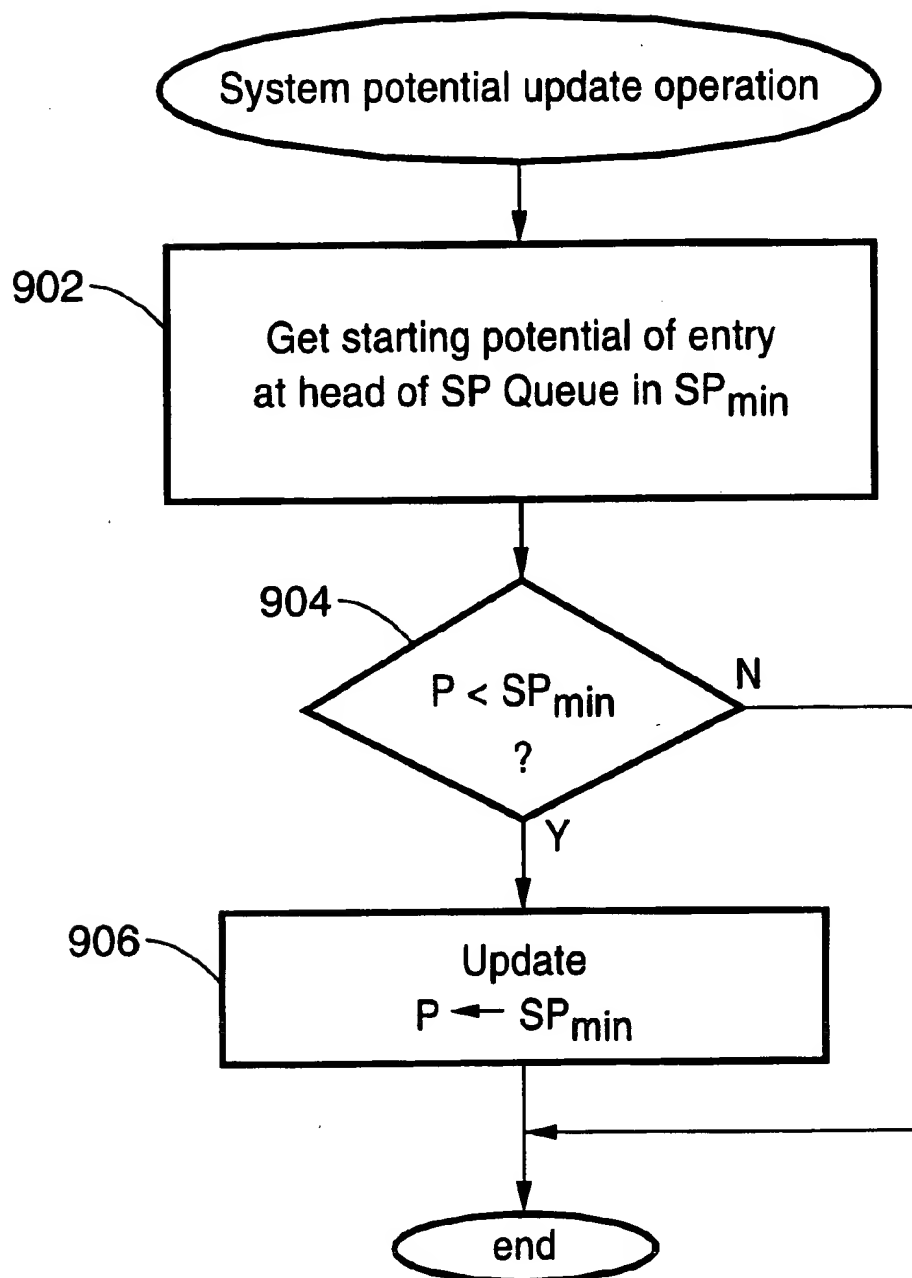 System potential update operation
902
Get starting potential of entry
at head of SP Queue in SPmin
904
P < SPmin
?
N
Y
906
Update
P ← SPmin
end